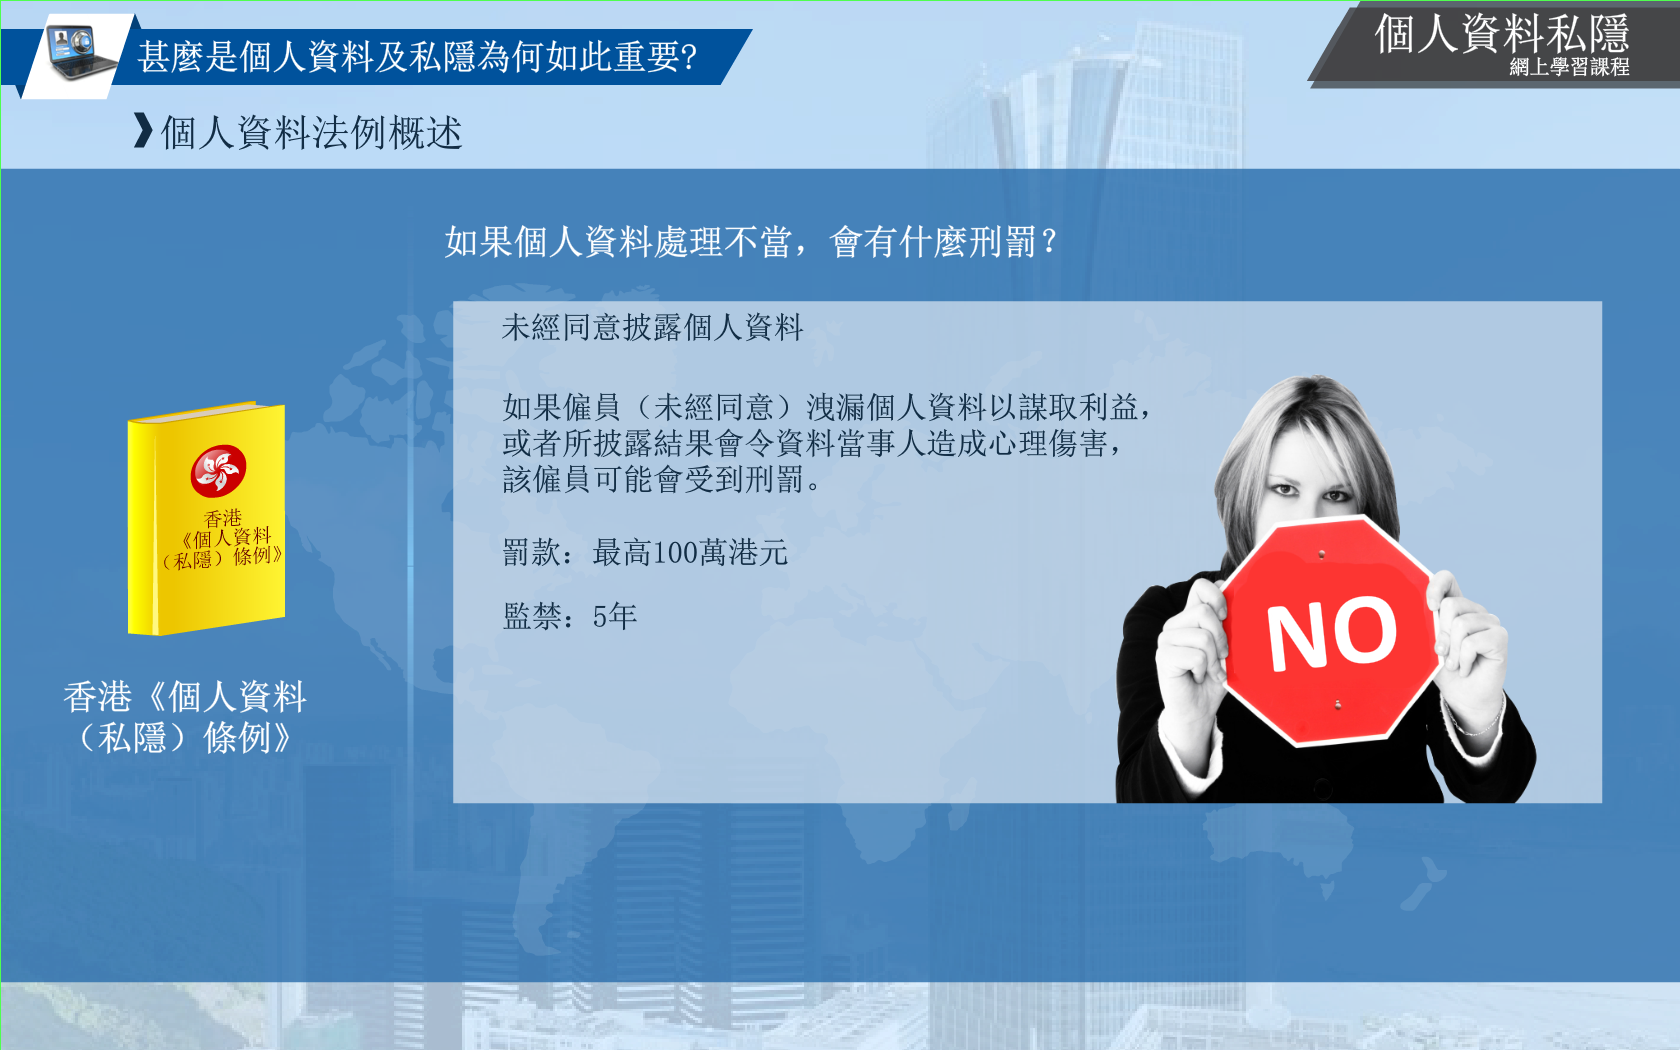 甚麼是個人資料及私隱為何如此重要?
個人資料私隱
網上學習課程
個人資料法例概述
如果個人資料處理不當，會有什麼刑罰？
未經同意披露個人資料
如果僱員（未經同意）洩漏個人資料以謀取利益，
或者所披露結果會令資料當事人造成心理傷害，
該僱員可能會受到刑罰。
罰款：最高100萬港元
監禁：5年
香港
《個人資料
（私隱）條例》
香港《個人資料
（私隱）條例》
NO